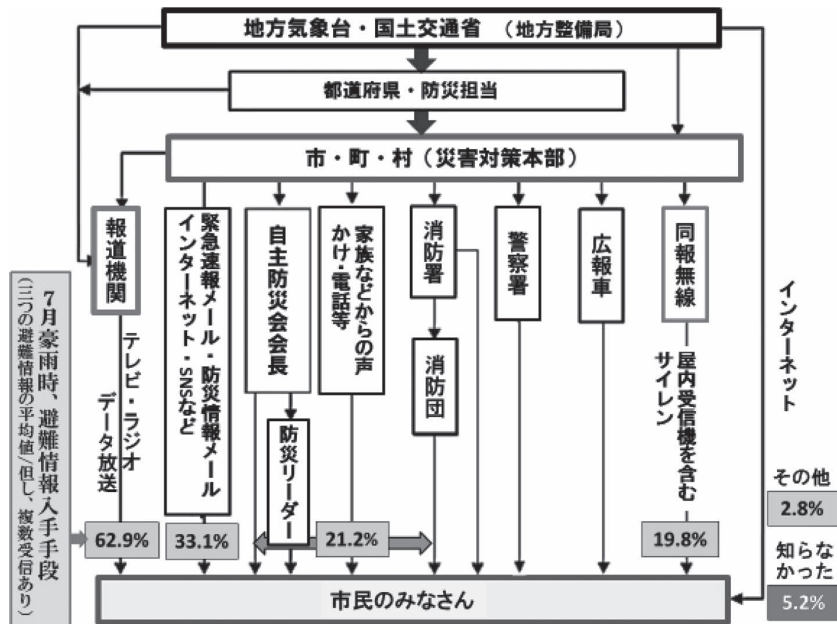 地方気象台・国土交通省 （地方整備局）
都道府県・防災担当
市・町・村（災害対策本部）
報道機関
テレビ・ラジオ
データ放送
緊急速報メール・防災情報メール
インターネット・SNSなど
自主防災会会長
防災リーダー
家族などからの声
かけ・電話等
消防署
消防団
警察署
広報車
同報無線
屋内受信機を含む
サイレン
インターネット
7月豪雨時、避難情報入手手段
（三つの避難情報の平均値/但し、複数受信あり）
62.9%
33.1%
21.2%
19.8%
その他
2.8%
知らな
かった
5.2%
市民のみなさん